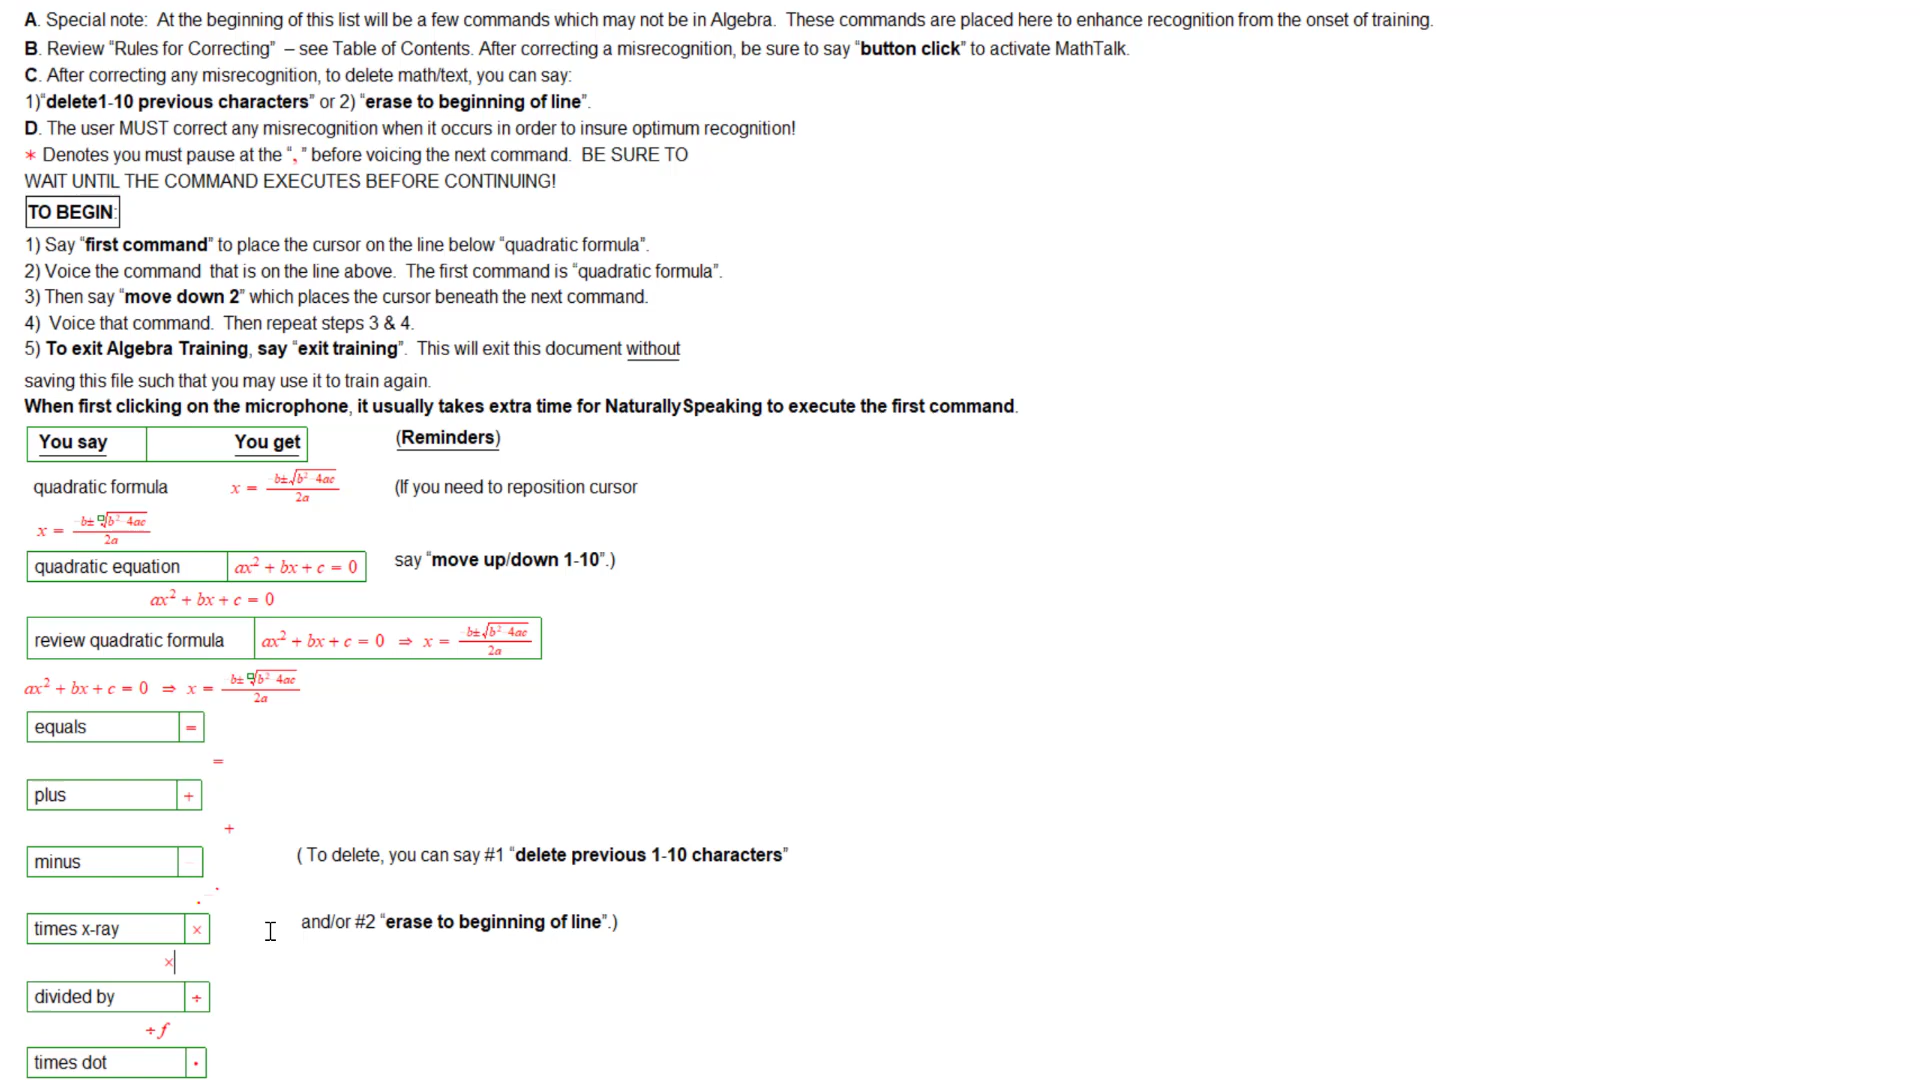 A. Special note:  At the beginning of this list will be a few commands which may not be in Algebra.  These commands are placed here to enhance recognition from the onset of training.
B. Review “Rules for Correcting”  – see Table of Contents. After correcting a misrecognition, be sure to say “button click” to activate MathTalk.
C. After correcting any misrecognition, to delete math/text, you can say:
1)“delete1-10 previous characters” or 2) “erase to beginning of line”.
D. The user MUST correct any misrecognition when it occurs in order to insure optimum recognition!
* Denotes you must pause at the “, ” before voicing the next command.  BE SURE TO
WAIT UNTIL THE COMMAND EXECUTES BEFORE CONTINUING!
TO BEGIN:
1) Say “first command” to place the cursor on the line below “quadratic formula”.
2) Voice the command  that is on the line above.  The first command is “quadratic formula”.
3) Then say “move down 2” which places the cursor beneath the next command.
4)  Voice that command.  Then repeat steps 3 & 4.
5) To exit Algebra Training, say “exit training”.  This will exit this document without
saving this file such that you may use it to train again.
When first clicking on the microphone, it usually takes extra time for NaturallySpeaking to execute the first command.
You say You get (Reminders)
quadratic formula x = b±√b² 4ac / 2a (If you need to reposition cursor
x = b±√b² 4ac / 2a
quadratic equation ax² + bx + c = 0 say “move up/down 1-10”.)
ax² + bx + c = 0
review quadratic formula ax² + bx + c = 0 ⇒ x = b±√b² 4ac / 2a
ax² + bx + c = 0 ⇒ x = b±√b² 4ac / 2a
equals =
=
plus +
+
minus ( To delete, you can say #1 “delete previous 1-10 characters”
times x-ray × and/or #2 “erase to beginning of line”.)
×
divided by ÷
÷ f
times dot ·